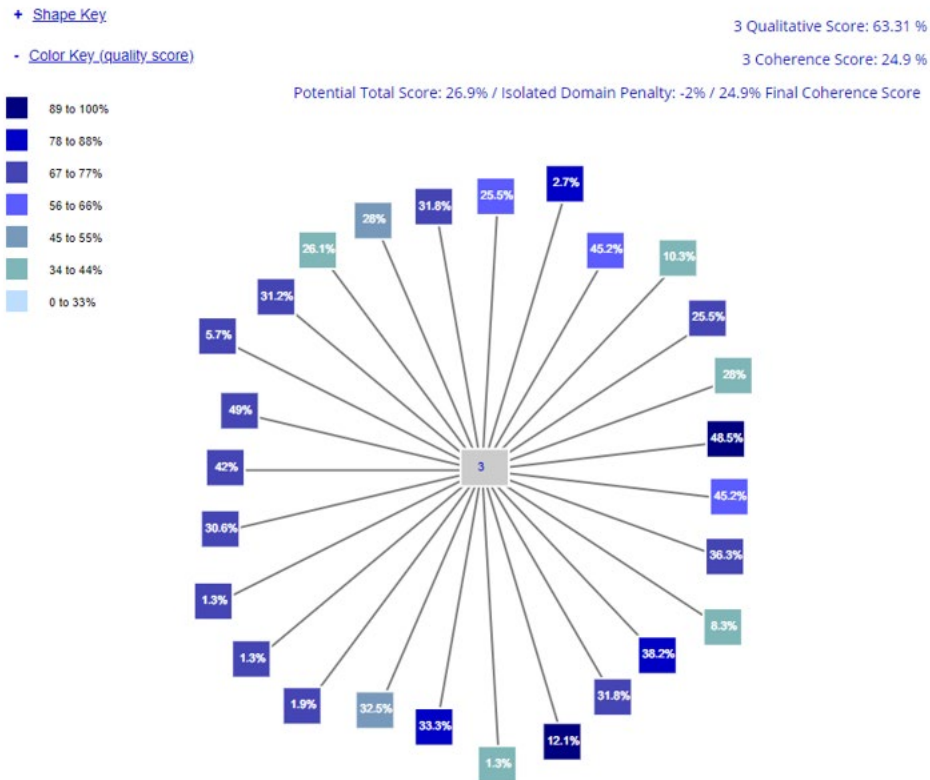 + Shape Key
3 Qualitative Score: 63.31 %
- Color Key (quality score)
3 Coherence Score: 24.9 %
Potential Total Score: 26.9% / Isolated Domain Penalty: -2% / 24.9% Final Coherence Score
89 to 100%
78 to 88%
67 to 77%
56 to 66%
45 to 55%
34 to 44%
0 to 33%
2.7%
25.5%
31.8%
28%
45.2%
26.1%
10.3%
31.2%
25.5%
5.7%
28%
49%
48.5%
3
42%
45.2%
30.6%
36.3%
1.3%
8.3%
38.2%
1.3%
31.8%
1.9%
32.5%
33.3%
12.1%
1.3%